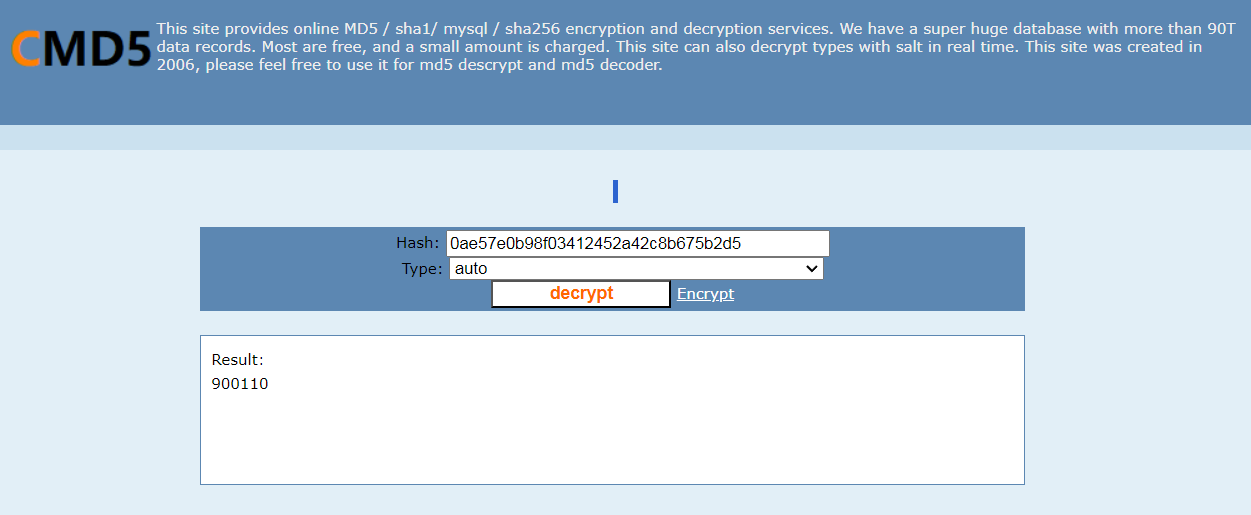 CMD5
This site provides online MD5 / sha1/ mysql / sha256 encryption and decryption services. We have a super huge database with more than 90T
data records. Most are free, and a small amount is charged. This site can also decrypt types with salt in real time. This site was created in
2006, please feel free to use it for md5 descrypt and md5 decoder.
Hash: 0ae57e0b98f03412452a42c8b675b2d5
Type: auto
decrypt Encrypt
Result:
900110